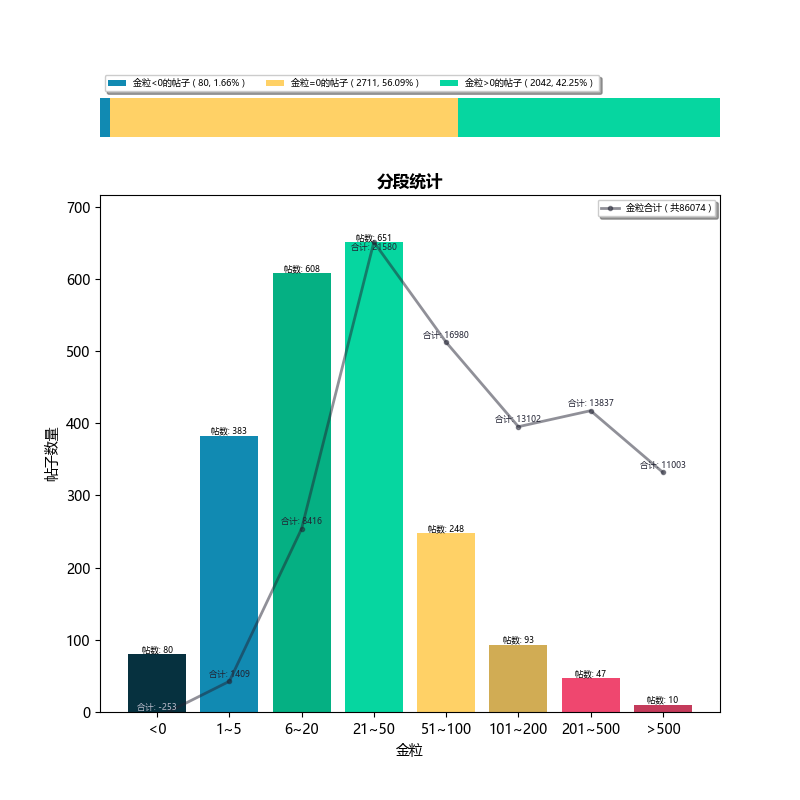 金粒<0的帖子 ( 80, 1.66% ) 金粒=0的帖子 ( 2711, 56.09% ) 金粒>0的帖子 ( 2042, 42.25% )
分段统计
金粒合计 ( 共86074 )
700
600
500
400
300
200
100
0
帖子数量
帖数: 80
帖数: 383
帖数: 608
帖数: 651
帖数: 248
帖数: 93
帖数: 47
帖数: 10
合计: -253
合计: 1409
合计: 8416
合计: 21580
合计: 16980
合计: 13102
合计: 13837
合计: 11003
<0 1~5 6~20 21~50 51~100 101~200 201~500 >500
金粒